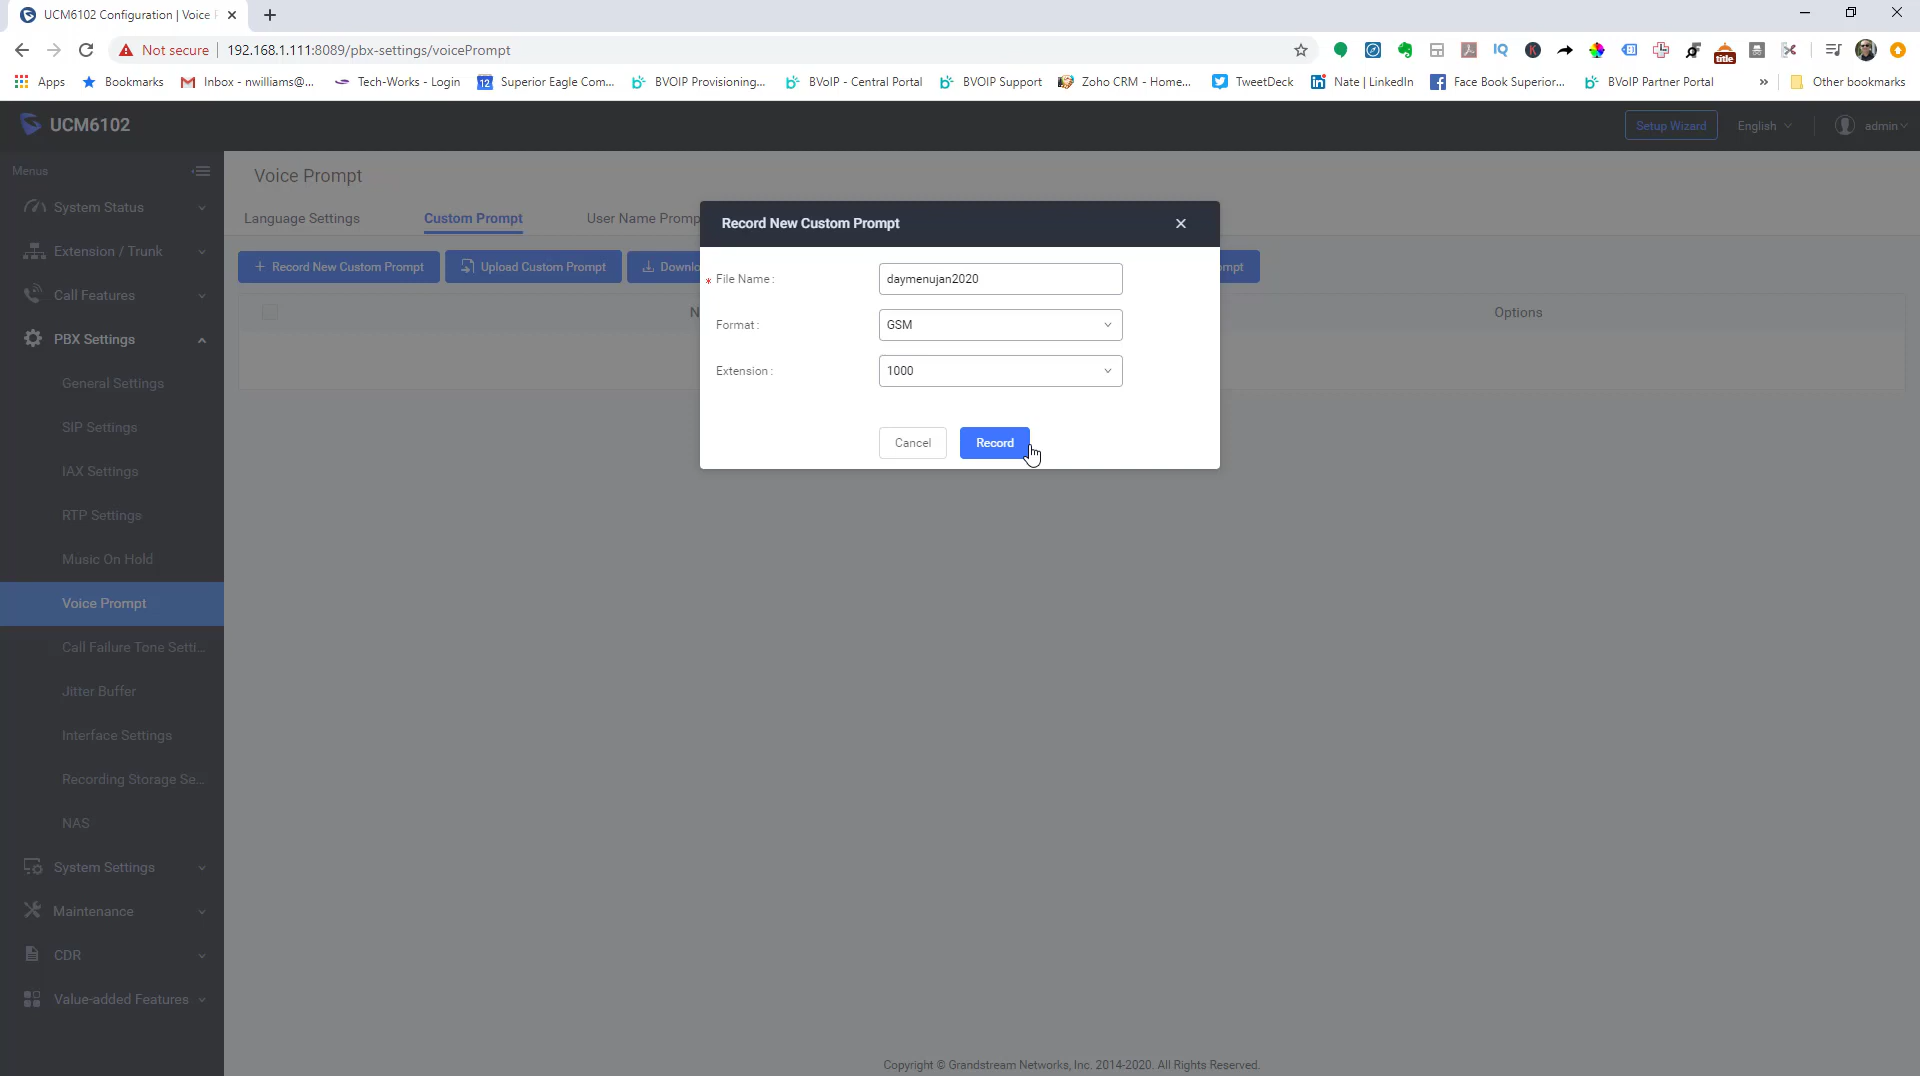 UCM6102 Configuration | Voice P
Not secure | 192.168.1.111:8089/pbx-settings/voicePrompt
IQ
K
title
Apps Bookmarks Inbox - nwilliams@... Tech-Works - Login 12 Superior Eagle Com... BVOIP Provisioning... BVoIP - Central Portal BVOIP Support Zoho CRM - Home... TweetDeck Nate | LinkedIn Face Book Superior... BVoIP Partner Portal » Other bookmarks
UCM6102 Setup Wizard English admin
Menus
System Status
Extension / Trunk
Call Features
PBX Settings
General Settings
SIP Settings
IAX Settings
RTP Settings
Music On Hold
Voice Prompt
Call Failure Tone Setti...
Jitter Buffer
Interface Settings
Recording Storage Se...
NAS
System Settings
Maintenance
CDR
Value-added Features
Voice Prompt
Language Settings Custom Prompt User Name Promp
+ Record New Custom Prompt Upload Custom Prompt Downlo mpt
N Options
Record New Custom Prompt
* File Name : daymenujan2020
Format : GSM
Extension : 1000
Cancel Record
Copyright © Grandstream Networks, Inc. 2014-2020. All Rights Reserved.